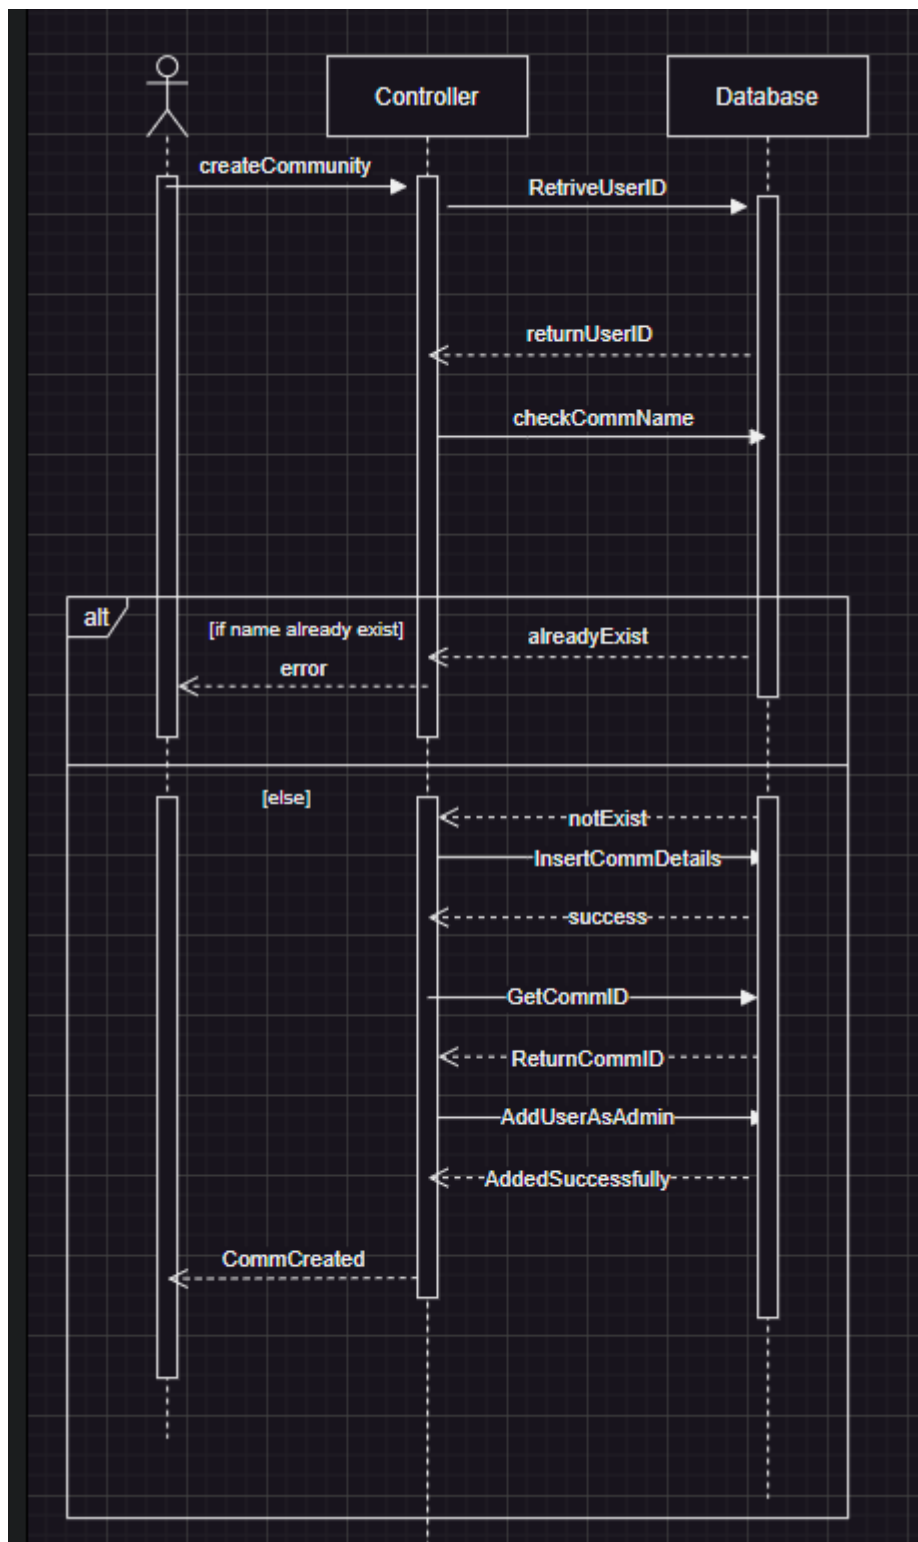 Controller
Database
createCommunity
RetriveUserID
returnUserID
checkCommName
alt
[if name already exist]
alreadyExist
error
[else]
notExist
InsertCommDetails
success
GetCommID
ReturnCommID
AddUserAsAdmin
AddedSuccessfully
CommCreated